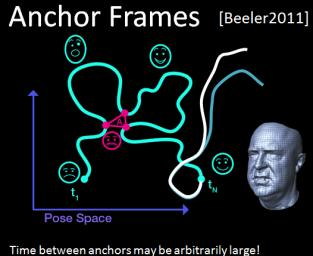 Anchor Frames
[Beeler2011]
A
t1
tN
Pose Space
Time between anchors may be arbitrarily large!